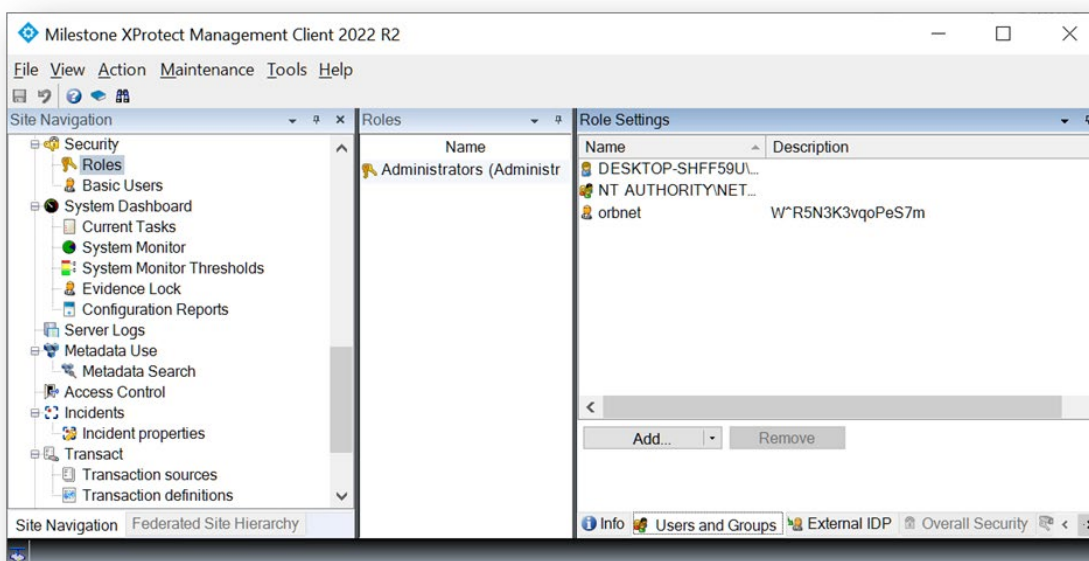 Milestone XProtect Management Client 2022 R2
File View Action Maintenance Tools Help
Site Navigation
Security
Roles
Basic Users
System Dashboard
Current Tasks
System Monitor
System Monitor Thresholds
Evidence Lock
Configuration Reports
Server Logs
Metadata Use
Metadata Search
Access Control
Incidents
Incident properties
Transact
Transaction sources
Transaction definitions
Site Navigation Federated Site Hierarchy
Roles
Name
Administrators (Administr
Role Settings
Name Description
DESKTOP-SHFF59U\...
NT AUTHORITY\NET...
orbnet W^R5N3K3vqoPeS7m
Add... Remove
Info Users and Groups External IDP Overall Security